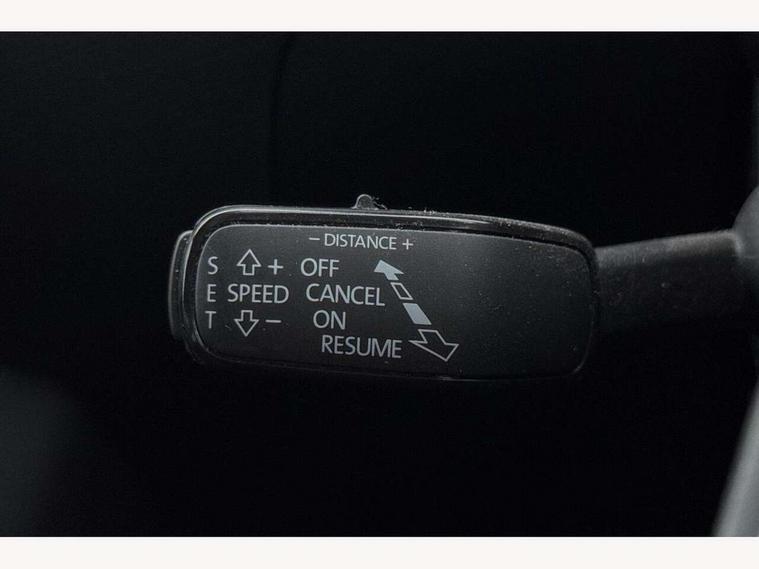 − DISTANCE +
S + OFF
E SPEED CANCEL
T − ON
RESUME